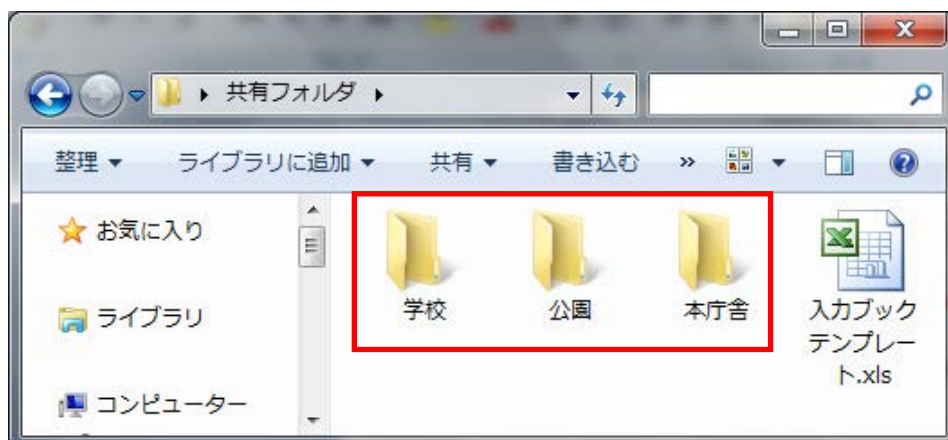 共有フォルダ
整理 ライブラリに追加 共有 書き込む »
お気に入り
ライブラリ
コンピューター
学校
公園
本庁舎
入力ブック
テンプレー
ト.xls